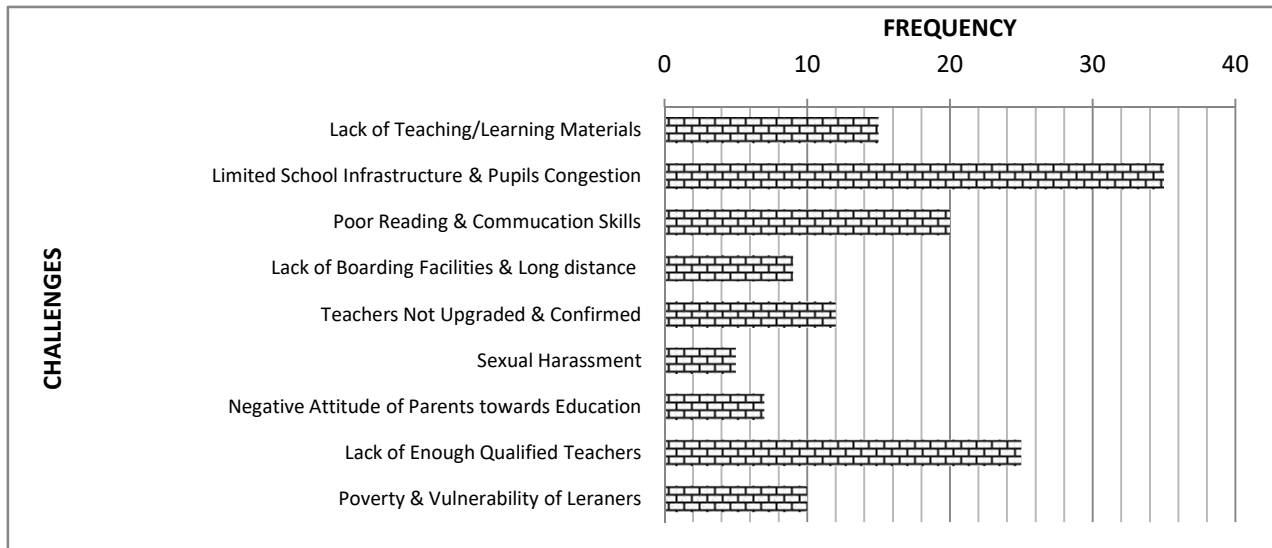 FREQUENCY
0 10 20 30 40
CHALLENGES
Lack of Teaching/Learning Materials
Limited School Infrastructure & Pupils Congestion
Poor Reading & Commucation Skills
Lack of Boarding Facilities & Long distance
Teachers Not Upgraded & Confirmed
Sexual Harassment
Negative Attitude of Parents towards Education
Lack of Enough Qualified Teachers
Poverty & Vulnerability of Leraners